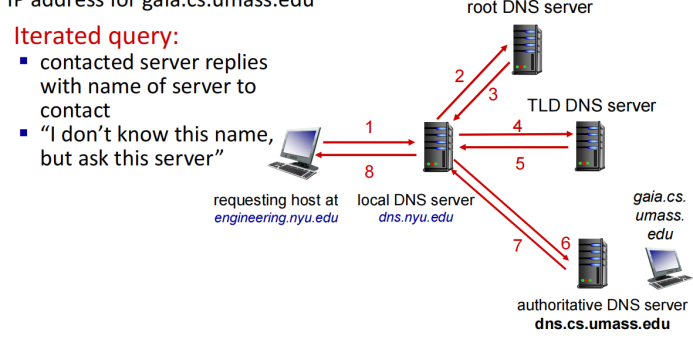 IP address for gaia.cs.umass.edu
Iterated query:
▪ contacted server replies
with name of server to
contact
▪ “I don’t know this name,
but ask this server”
root DNS server
2
3
TLD DNS server
1
4
8
5
requesting host at
engineering.nyu.edu
local DNS server
dns.nyu.edu
gaia.cs.
umass.
edu
7
6
authoritative DNS server
dns.cs.umass.edu